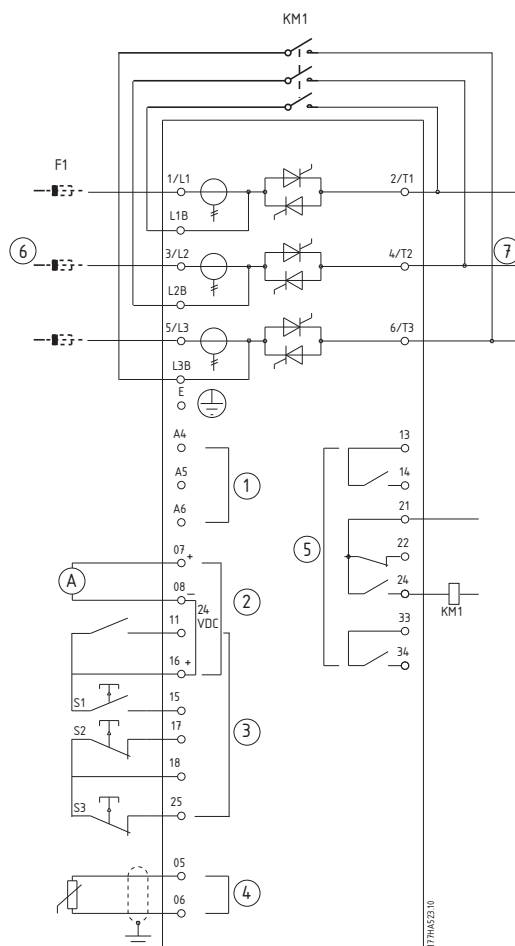 KM1
F1
1/L1
2/T1
L1B
6
3/L2
4/T2
7
L2B
5/L3
6/T3
L3B
E
A4
13
A5
1
14
A6
21
5
22
07 +
A
2
24
08 –
24
VDC
KM1
11
33
16 +
34
S1
15
S2
17
3
18
S3
25
05
4
06
177HA523.10